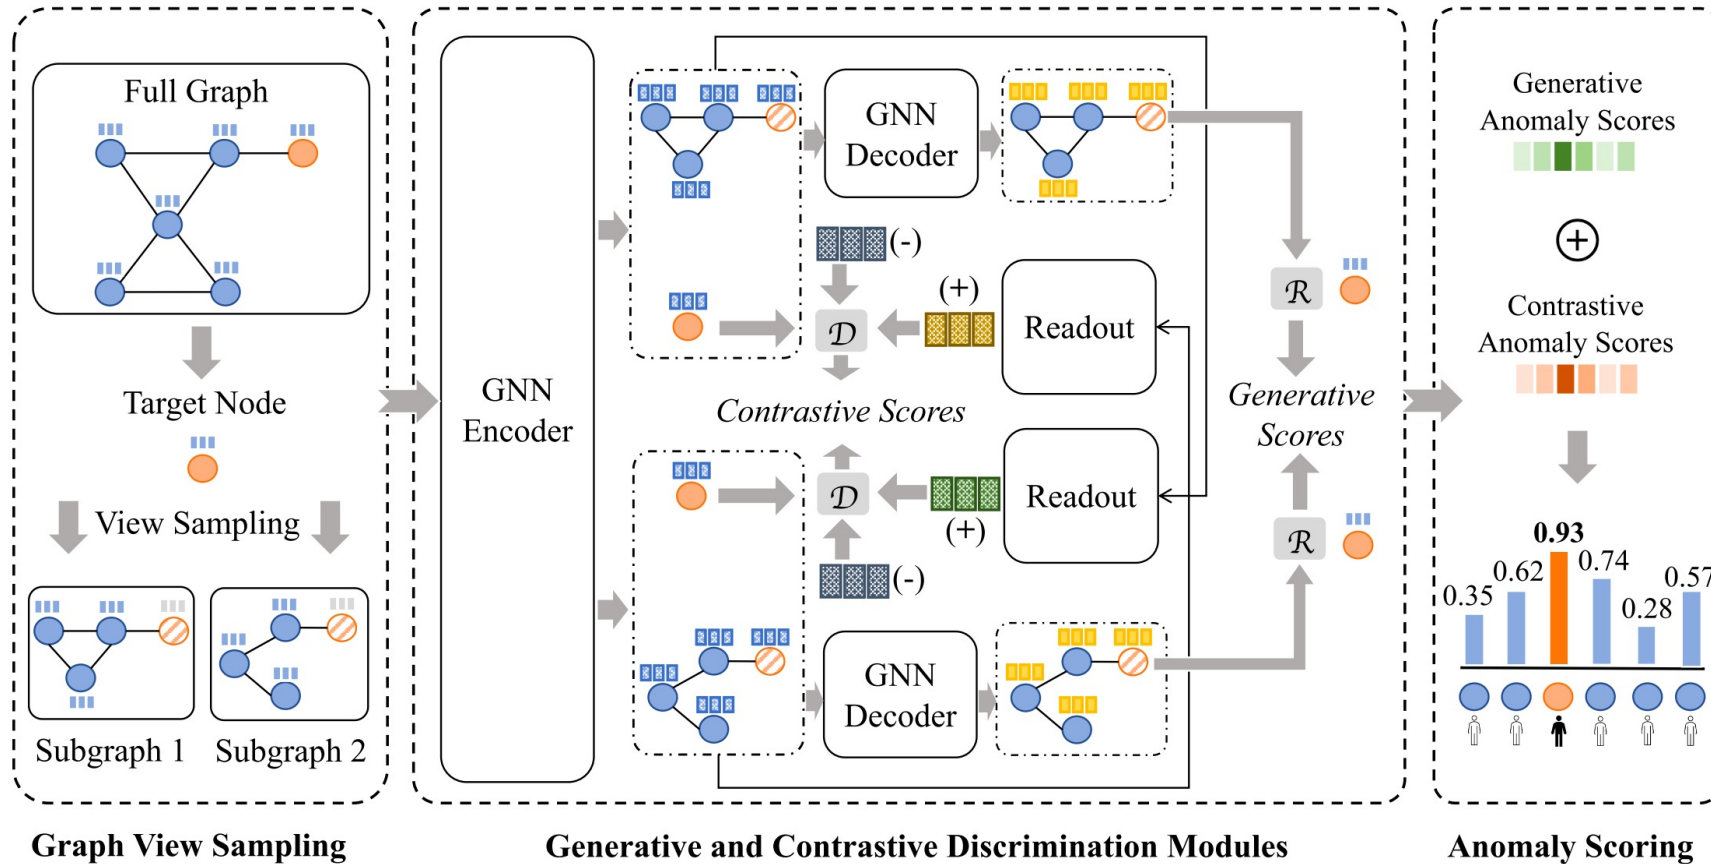 Full Graph
Target Node
View Sampling
Subgraph 1
Subgraph 2
Graph View Sampling
GNN
Encoder
GNN
Decoder
(-)
(+)
𝒟
Readout
Contrastive Scores
𝒟
(+)
Readout
(-)
GNN
Decoder
ℛ
Generative
Scores
ℛ
Generative and Contrastive Discrimination Modules
Generative
Anomaly Scores
Contrastive
Anomaly Scores
0.35
0.62
0.93
0.74
0.28
0.57
Anomaly Scoring